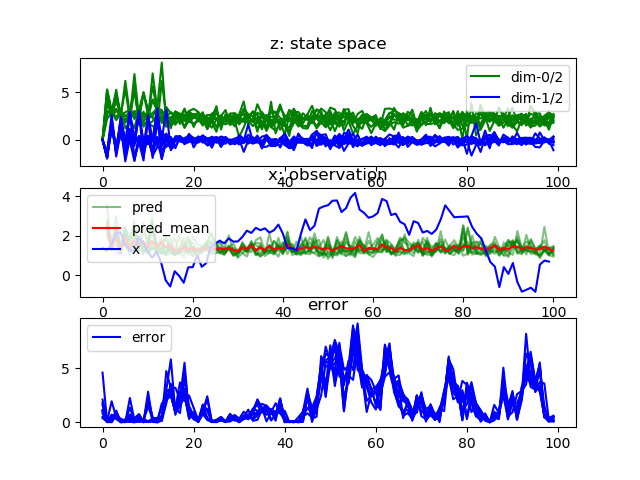 z: state space
5
0
dim-0/2
dim-1/2
0 20 40 60 80 100
x: observation
4
2
0
pred
pred_mean
x
0 20 40 60 80 100
error
5
0
error
0 20 40 60 80 100